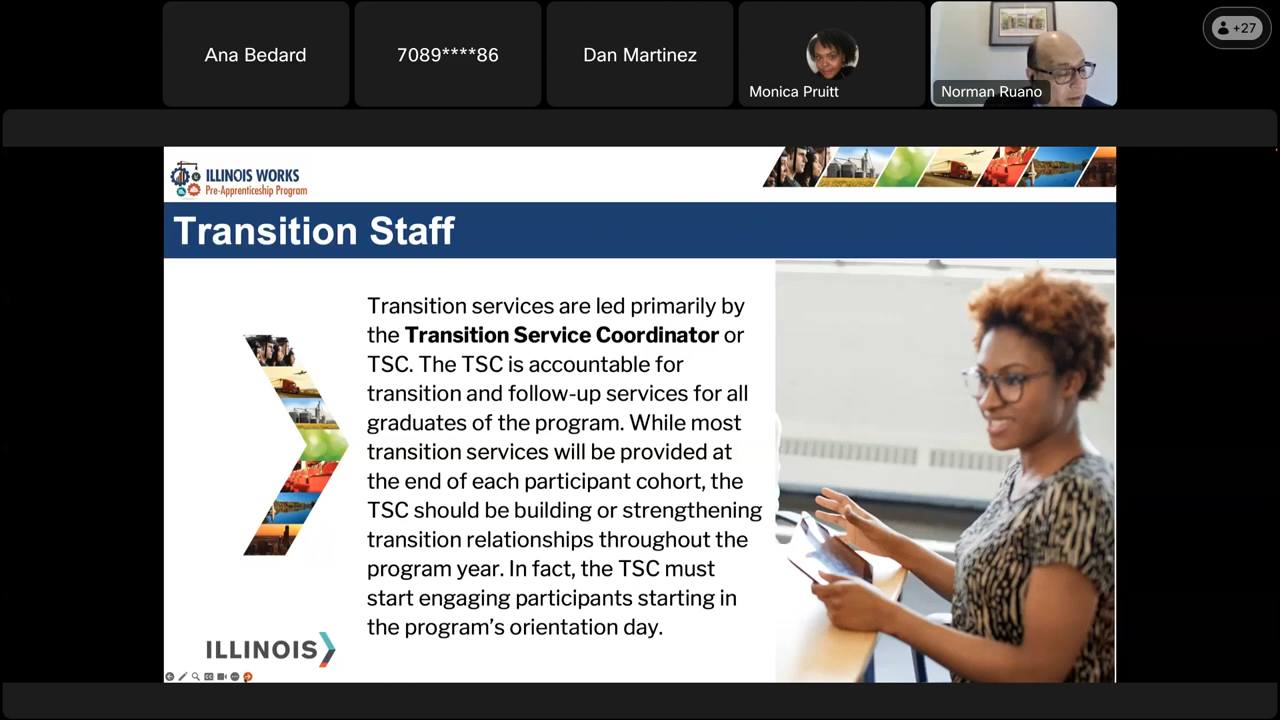 Ana Bedard
7089****86
Dan Martinez
Monica Pruitt
Norman Ruano
+27
ILLINOIS WORKS
Pre-Apprenticeship Program
Transition Staff
Transition services are led primarily by
the Transition Service Coordinator or
TSC. The TSC is accountable for
transition and follow-up services for all
graduates of the program. While most
transition services will be provided at
the end of each participant cohort, the
TSC should be building or strengthening
transition relationships throughout the
program year. In fact, the TSC must
start engaging participants starting in
the program’s orientation day.
ILLINOIS